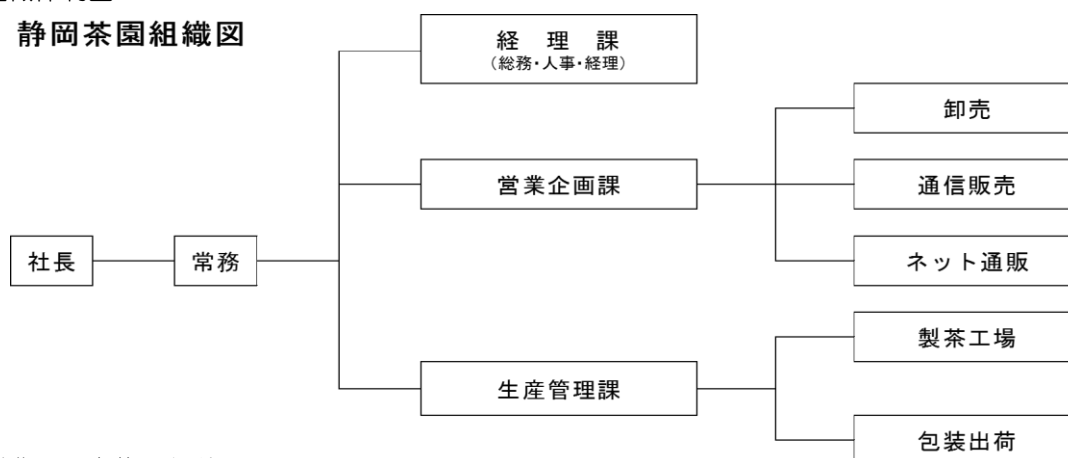 静岡茶園組織図
経理課
（総務・人事・経理）
卸売
営業企画課
通信販売
社長
常務
ネット通販
製茶工場
生産管理課
包装出荷